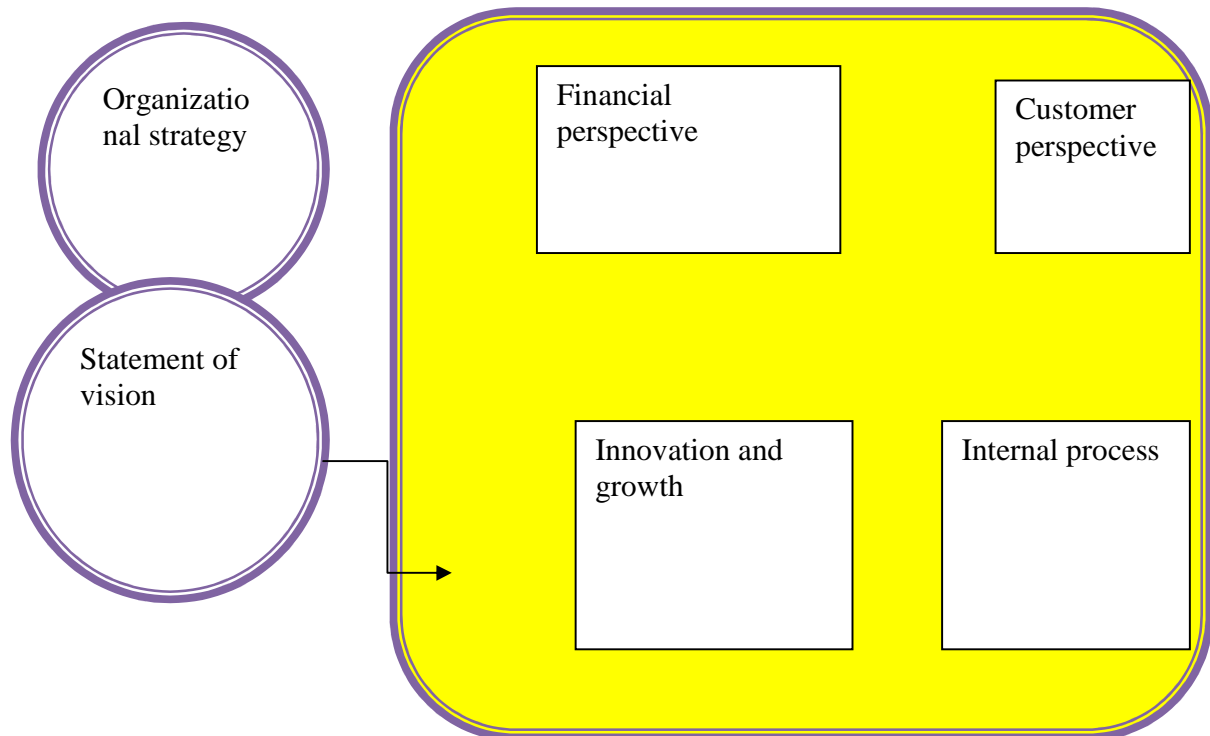 Organizatio
nal strategy
Financial
perspective
Customer
perspective
Statement of
vision
Innovation and
growth
Internal process